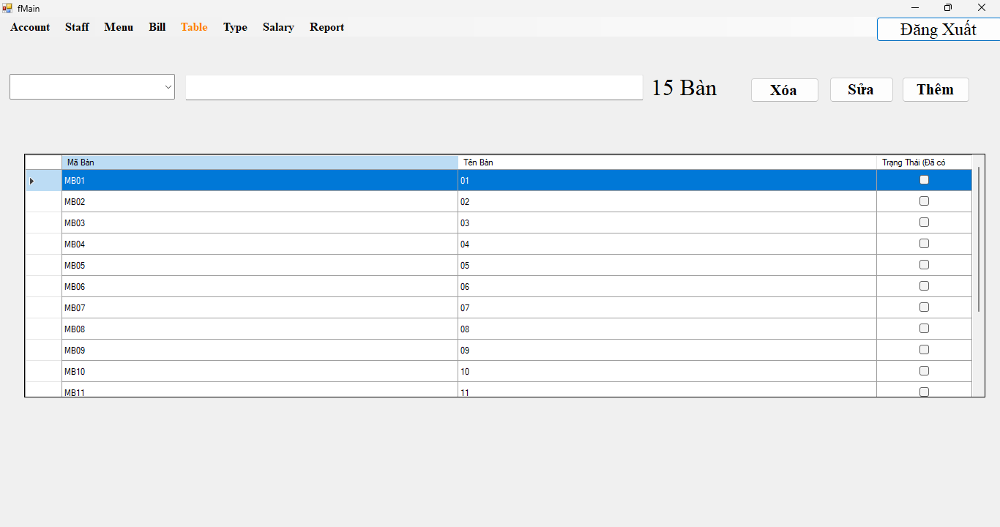 fMain
Account Staff Menu Bill Table Type Salary Report Đăng Xuất
15 Bàn Xóa Sửa Thêm
Mã Bàn Tên Bàn Trạng Thái (Đã có
MB01 01
MB02 02
MB03 03
MB04 04
MB05 05
MB06 06
MB07 07
MB08 08
MB09 09
MB10 10
MB11 11